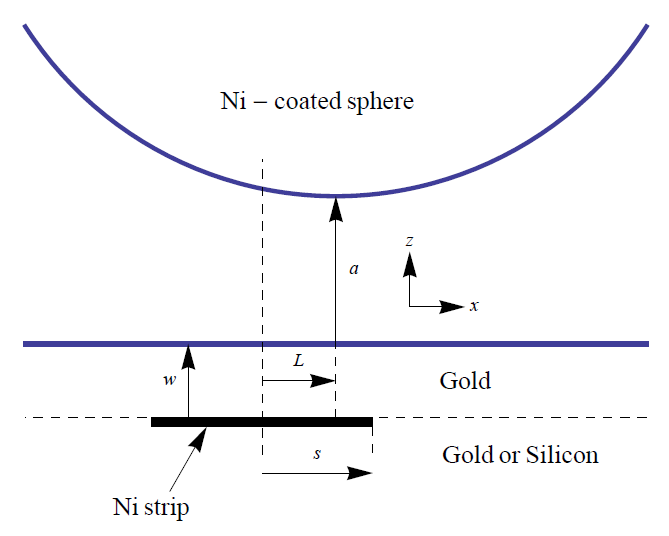 Ni – coated sphere
z
a
x
L
w
Gold
s
Gold or Silicon
Ni strip